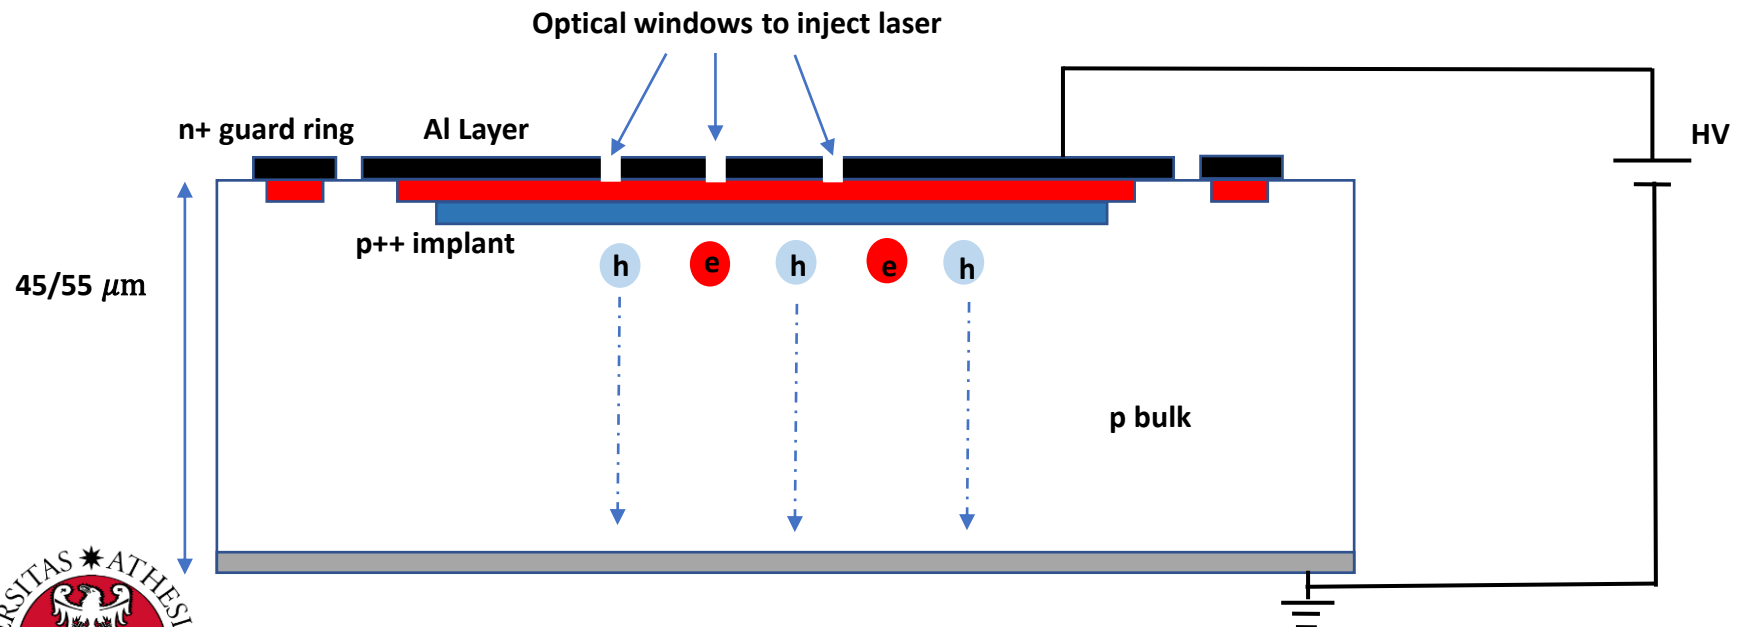 Optical windows to inject laser
n+ guard ring
Al Layer
HV
p++ implant
h
e
h
e
h
45/55 μm
p bulk